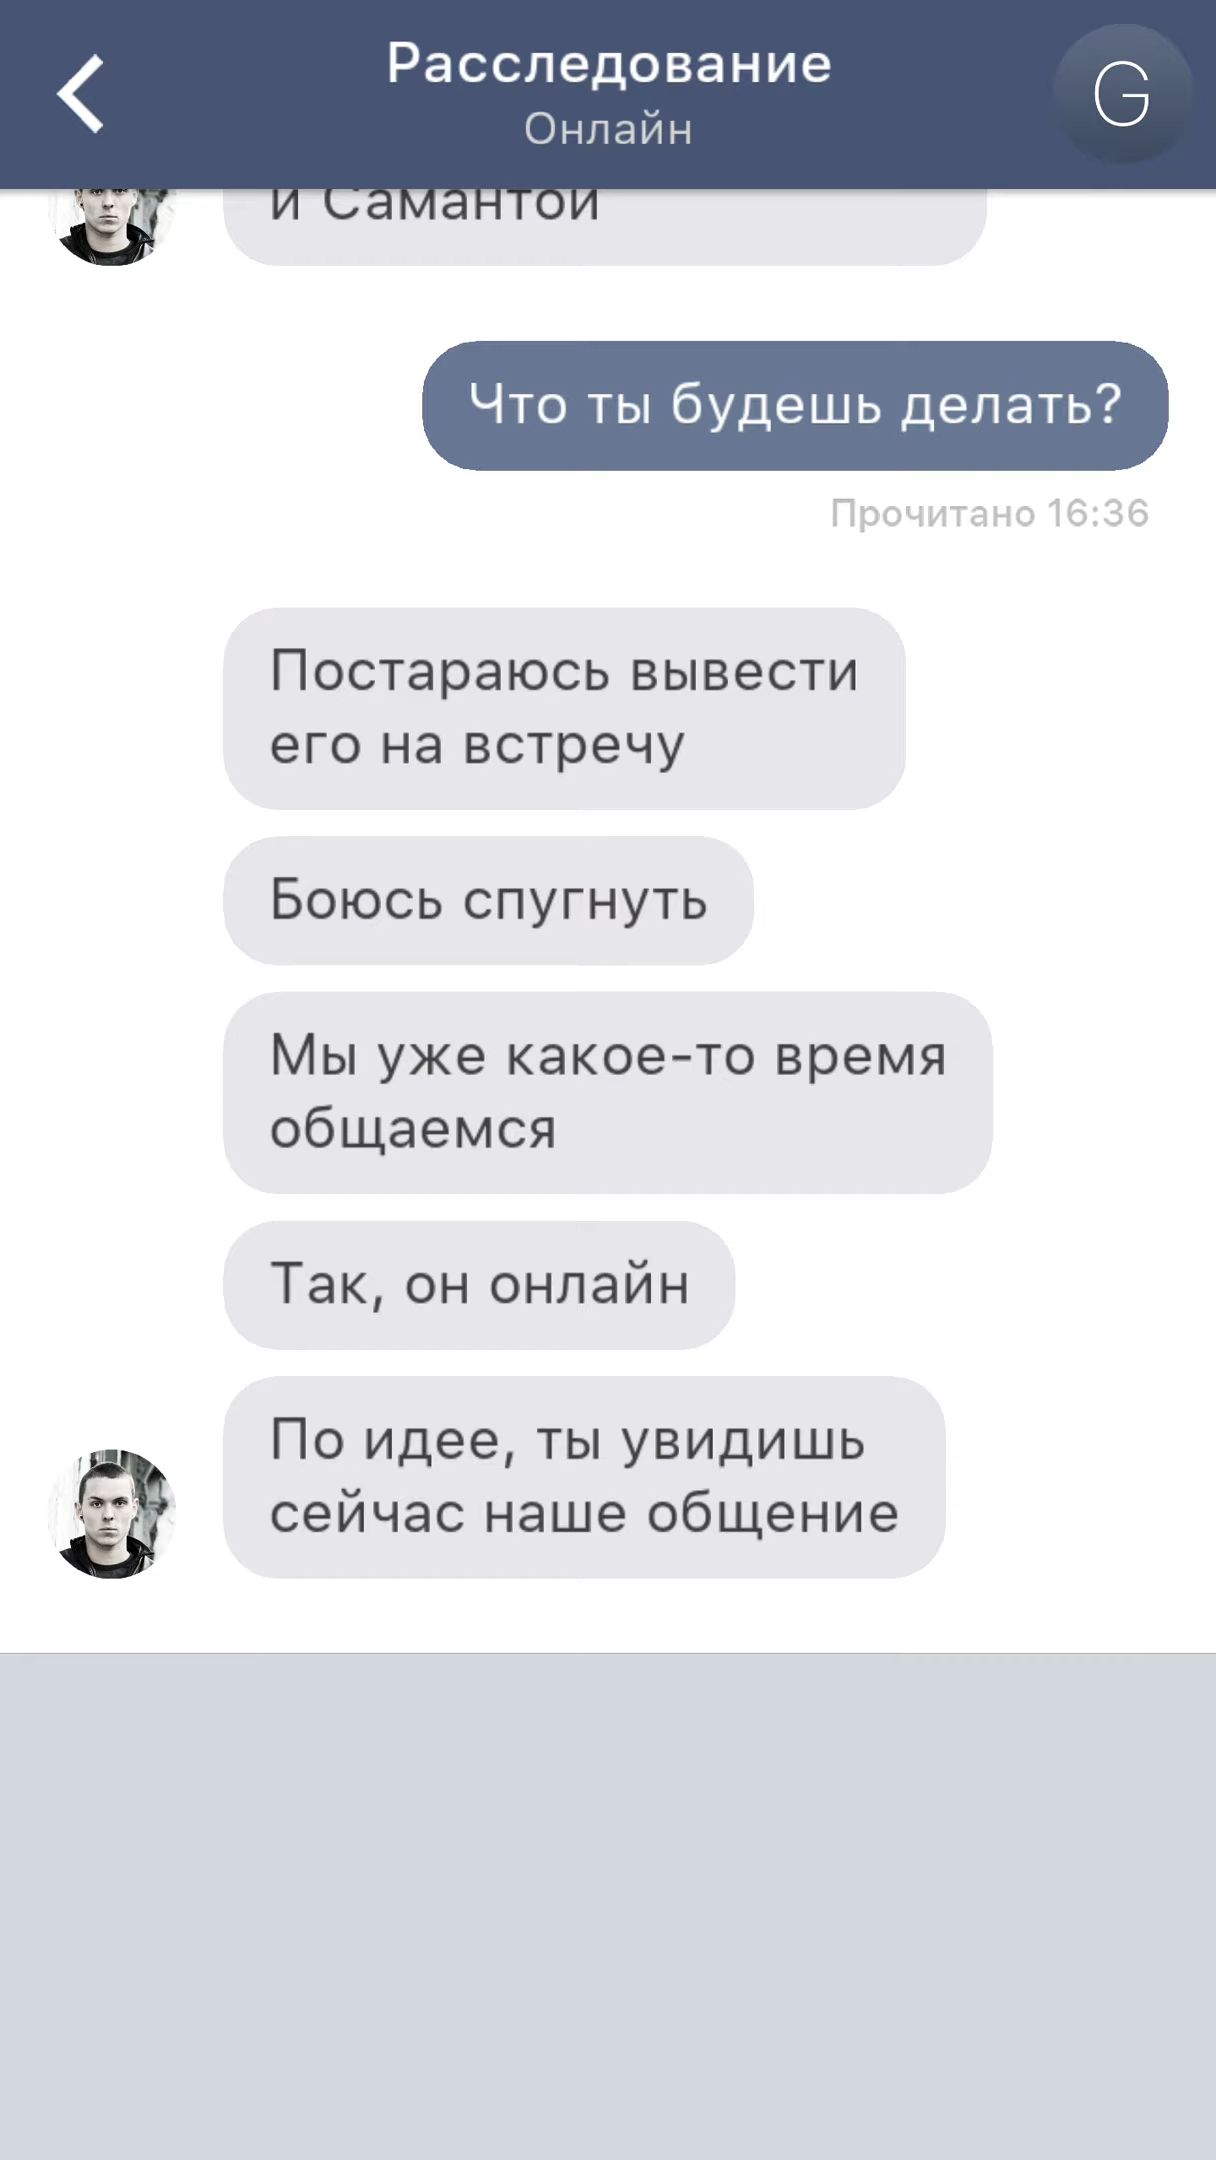 Расследование
Онлайн
G
и Самантой
Что ты будешь делать?
Прочитано 16:36
Постараюсь вывести
его на встречу
Боюсь спугнуть
Мы уже какое-то время
общаемся
Так, он онлайн
По идее, ты увидишь
сейчас наше общение